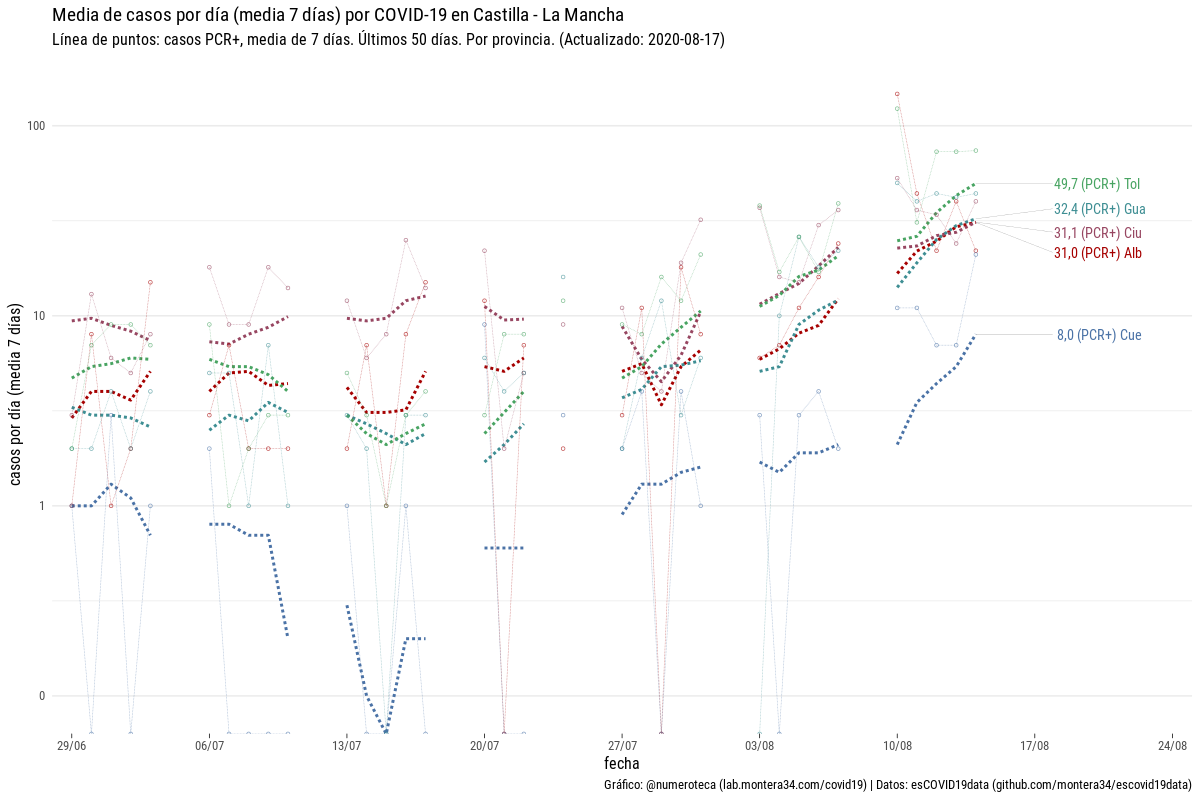 Media de casos por día (media 7 días) por COVID-19 en Castilla - La Mancha
Línea de puntos: casos PCR+, media de 7 días. Últimos 50 días. Por provincia. (Actualizado: 2020-08-17)
casos por día (media 7 días)
100
10
1
0
49,7 (PCR+) Tol
32,4 (PCR+) Gua
31,1 (PCR+) Ciu
31,0 (PCR+) Alb
8,0 (PCR+) Cue
29/06
06/07
13/07
20/07
27/07
03/08
10/08
17/08
24/08
fecha
Gráfico: @numeroteca (lab.montera34.com/covid19) | Datos: esCOVID19data (github.com/montera34/escovid19data)